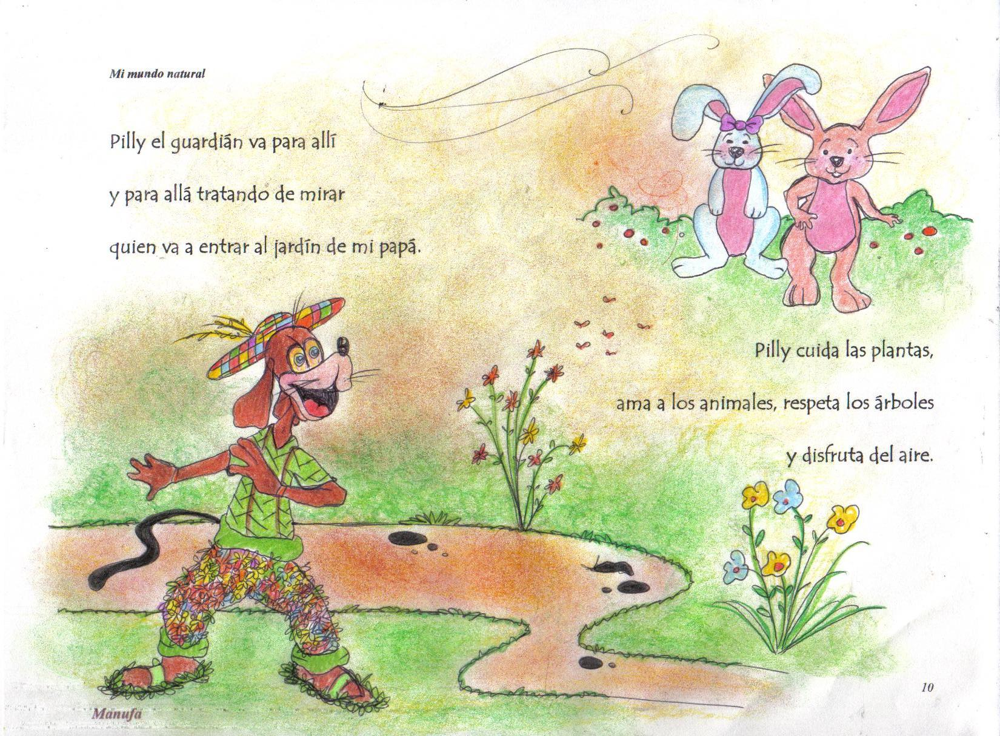 Mi mundo natural
Pilly el guardián va para allí
y para allá tratando de mirar
quien va a entrar al jardín de mi papá.
Pilly cuida las plantas,
ama a los animales, respeta los árboles
y disfruta del aire.
10
Manufa